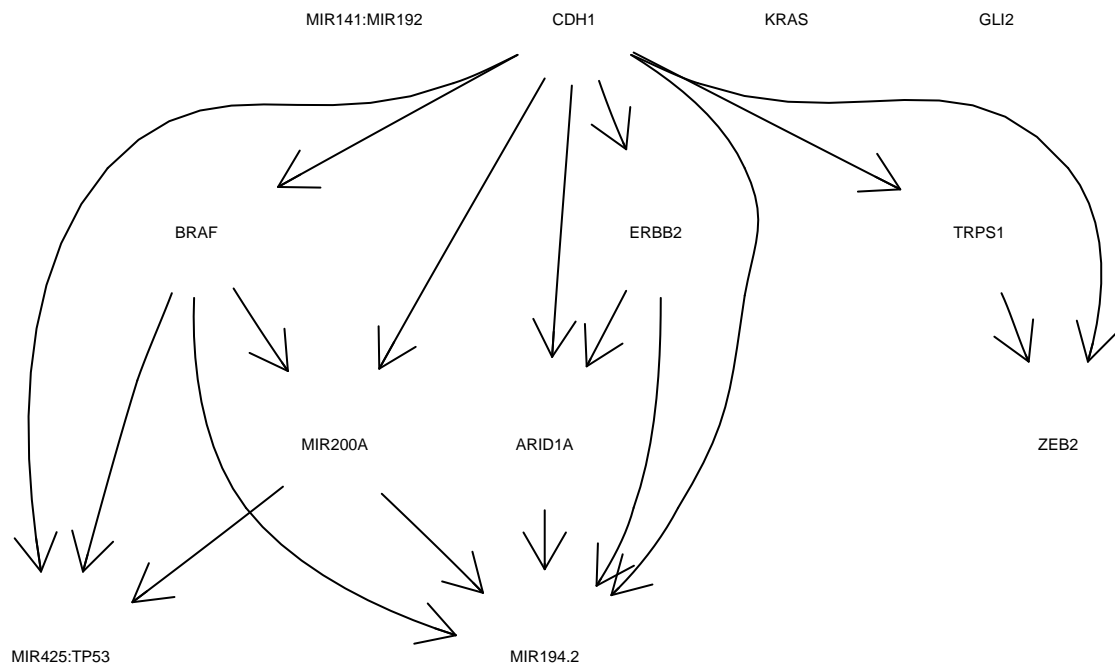 MIR141:MIR192 CDH1 KRAS GLI2
BRAF ERBB2 TRPS1
MIR200A ARID1A ZEB2
MIR425:TP53 MIR194.2